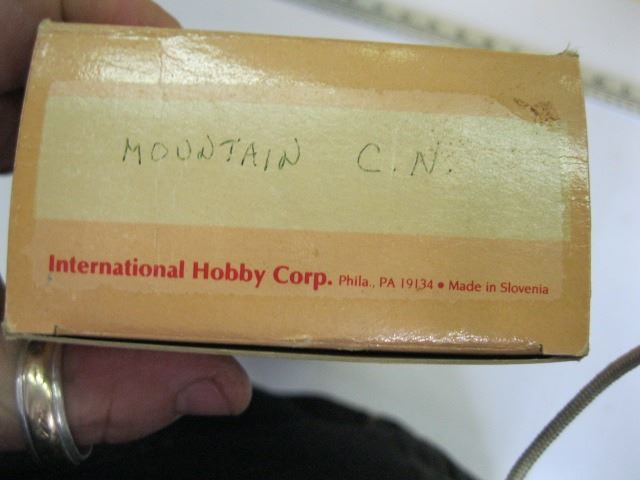 MOUNTAIN C.N.
International Hobby Corp. Phila., PA 19134 • Made in Slovenia